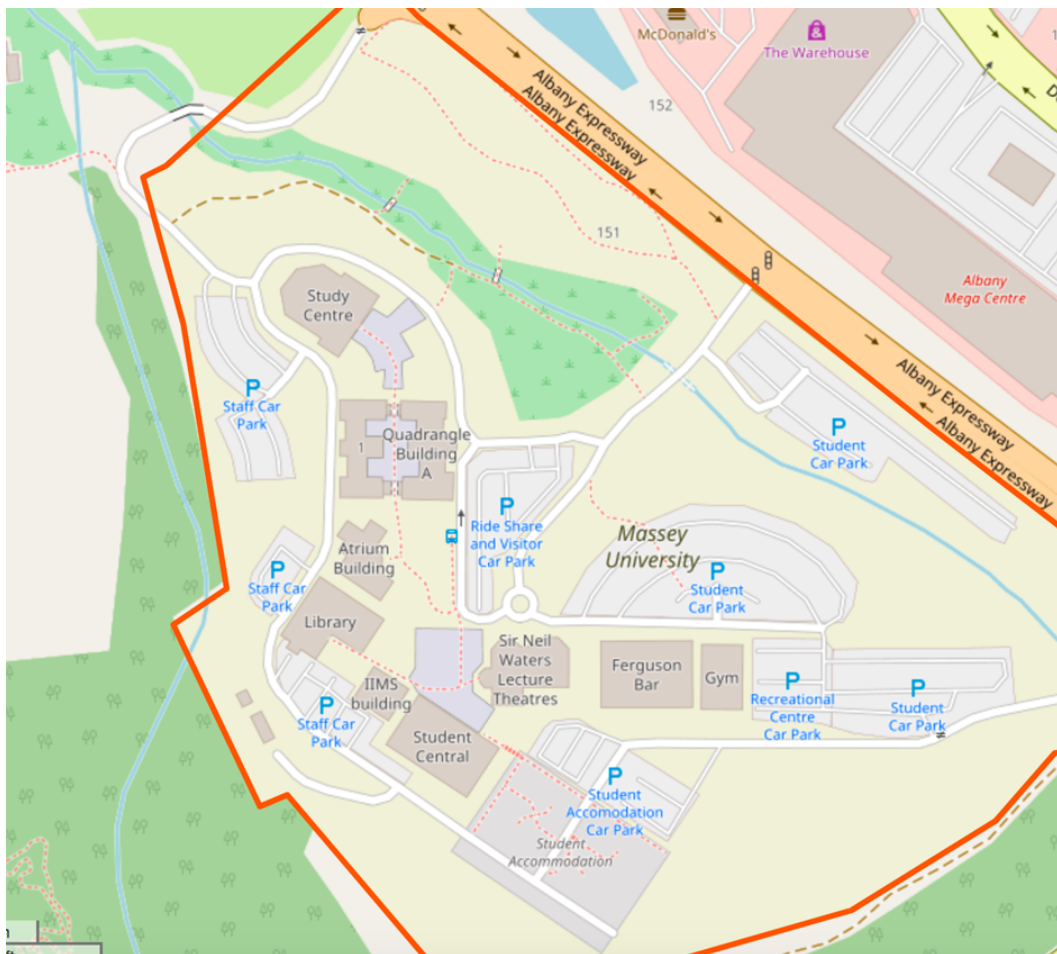 McDonald's
The Warehouse
152
Albany Expressway
Albany Expressway
151
Albany
Mega Centre
Study
Centre
P
Staff Car
Park
1
Quadrangle
Building
A
P
Student
Car Park
Albany Expressway
Albany Expressway
P
Ride Share
and Visitor
Car Park
Massey
University
Atrium
Building
P
Staff Car
Park
P
Student
Car Park
Library
Sir Neil
Waters
Lecture
Theatres
Ferguson
Bar
Gym
IIMS
building
P
Staff Car
Park
P
Recreational
Centre
Car Park
P
Student
Car Park
Student
Central
P
Student
Accomodation
Car Park
Student
Accommodation